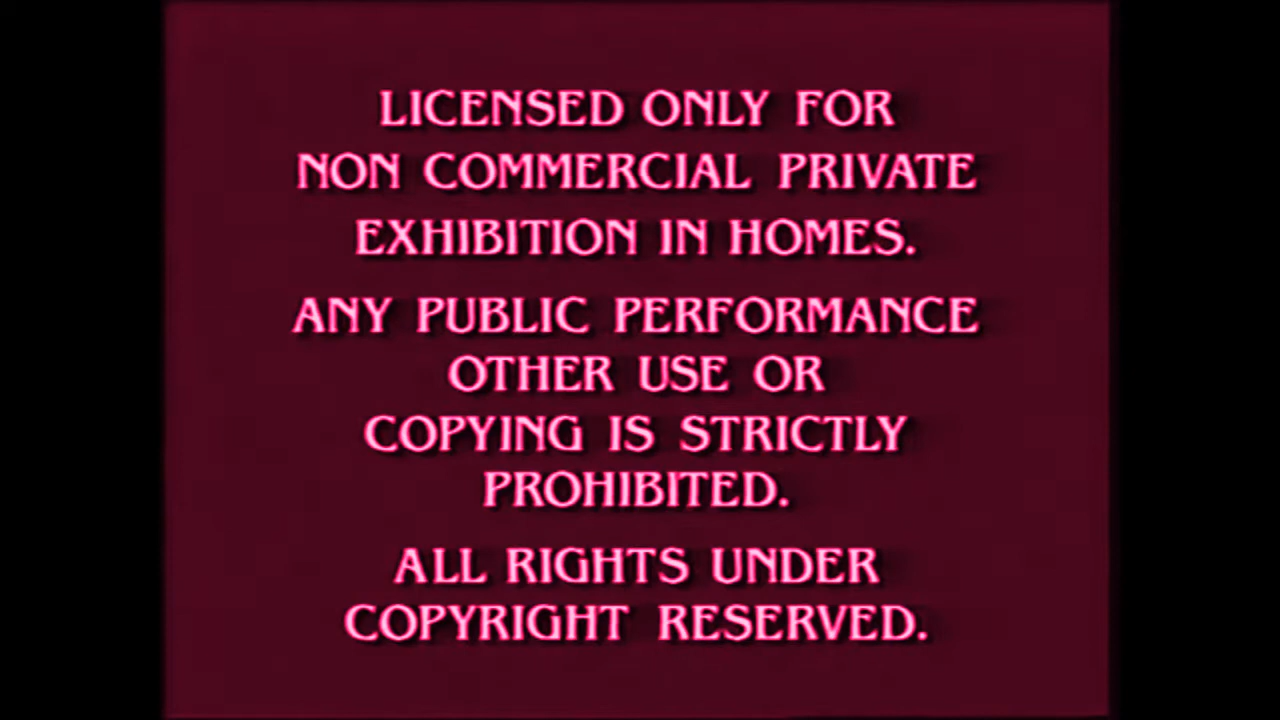 LICENSED ONLY FOR
NON COMMERCIAL PRIVATE
EXHIBITION IN HOMES.
ANY PUBLIC PERFORMANCE
OTHER USE OR
COPYING IS STRICTLY
PROHIBITED.
ALL RIGHTS UNDER
COPYRIGHT RESERVED.